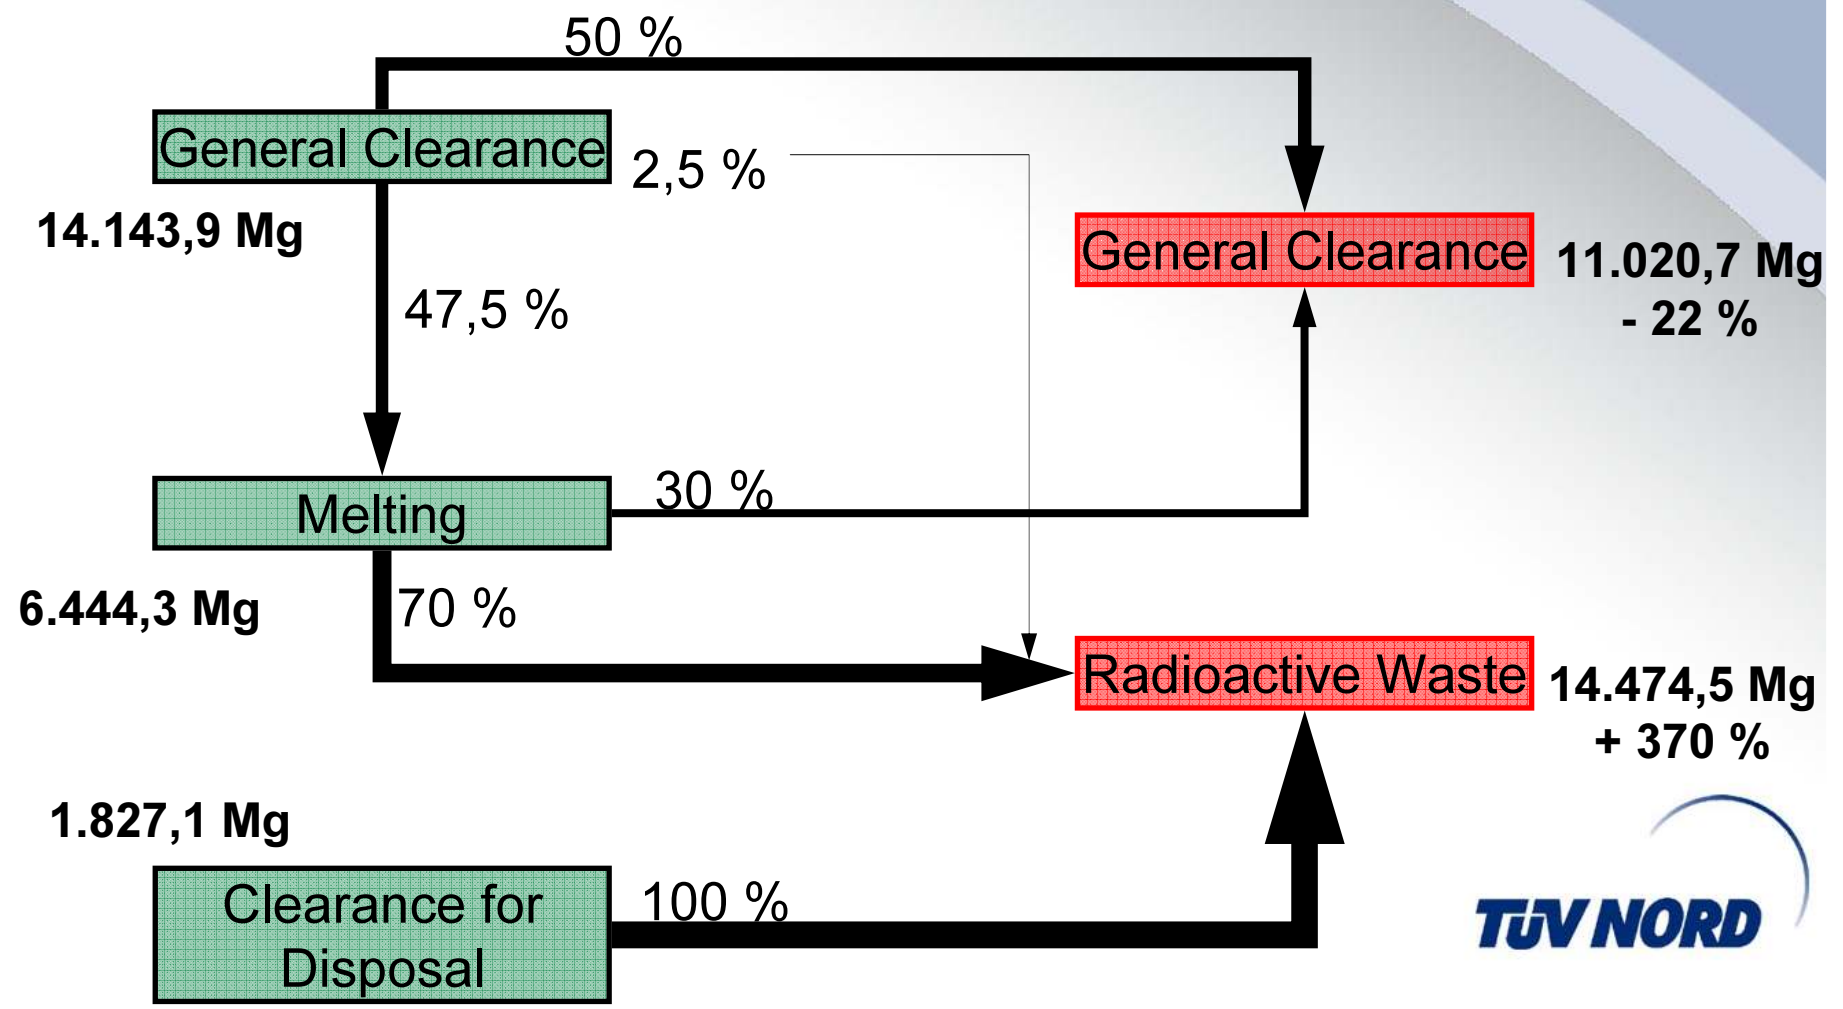 50 %
General Clearance
2,5 %
14.143,9 Mg
General Clearance
11.020,7 Mg
- 22 %
47,5 %
Melting
30 %
6.444,3 Mg
70 %
Radioactive Waste
14.474,5 Mg
+ 370 %
1.827,1 Mg
Clearance for
Disposal
100 %
TÜV NORD